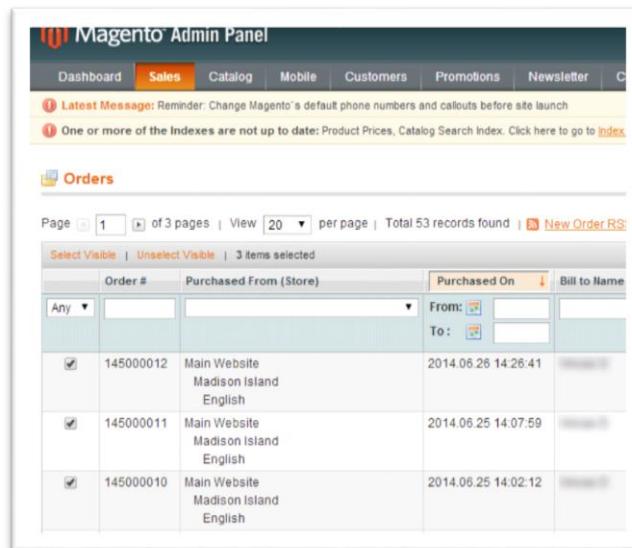 Magento Admin Panel
Dashboard Sales Catalog Mobile Customers Promotions Newsletter C
Latest Message: Reminder: Change Magento`s default phone numbers and callouts before site launch
One or more of the Indexes are not up to date: Product Prices, Catalog Search Index. Click here to go to Index
Orders
Page 1 of 3 pages | View 20 per page | Total 53 records found | New Order RSS
Select Visible | Unselect Visible | 3 items selected
Order # Purchased From (Store) Purchased On Bill to Name
Any From:
To :
145000012 Main Website 2014.06.26 14:26:41
Madison Island
English
145000011 Main Website 2014.06.25 14:07:59
Madison Island
English
145000010 Main Website 2014.06.25 14:02:12
Madison Island
English